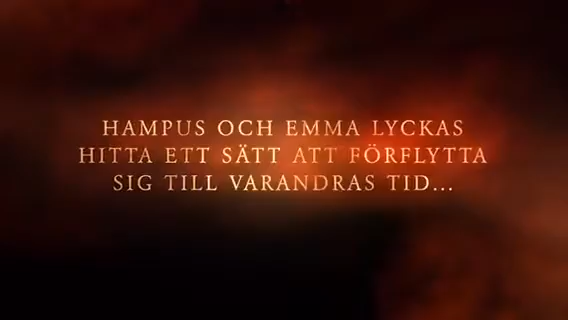 HAMPUS OCH EMMA LYCKAS
HITTA ETT SÄTT ATT FÖRFLYTTA
SIG TILL VARANDRAS TID...